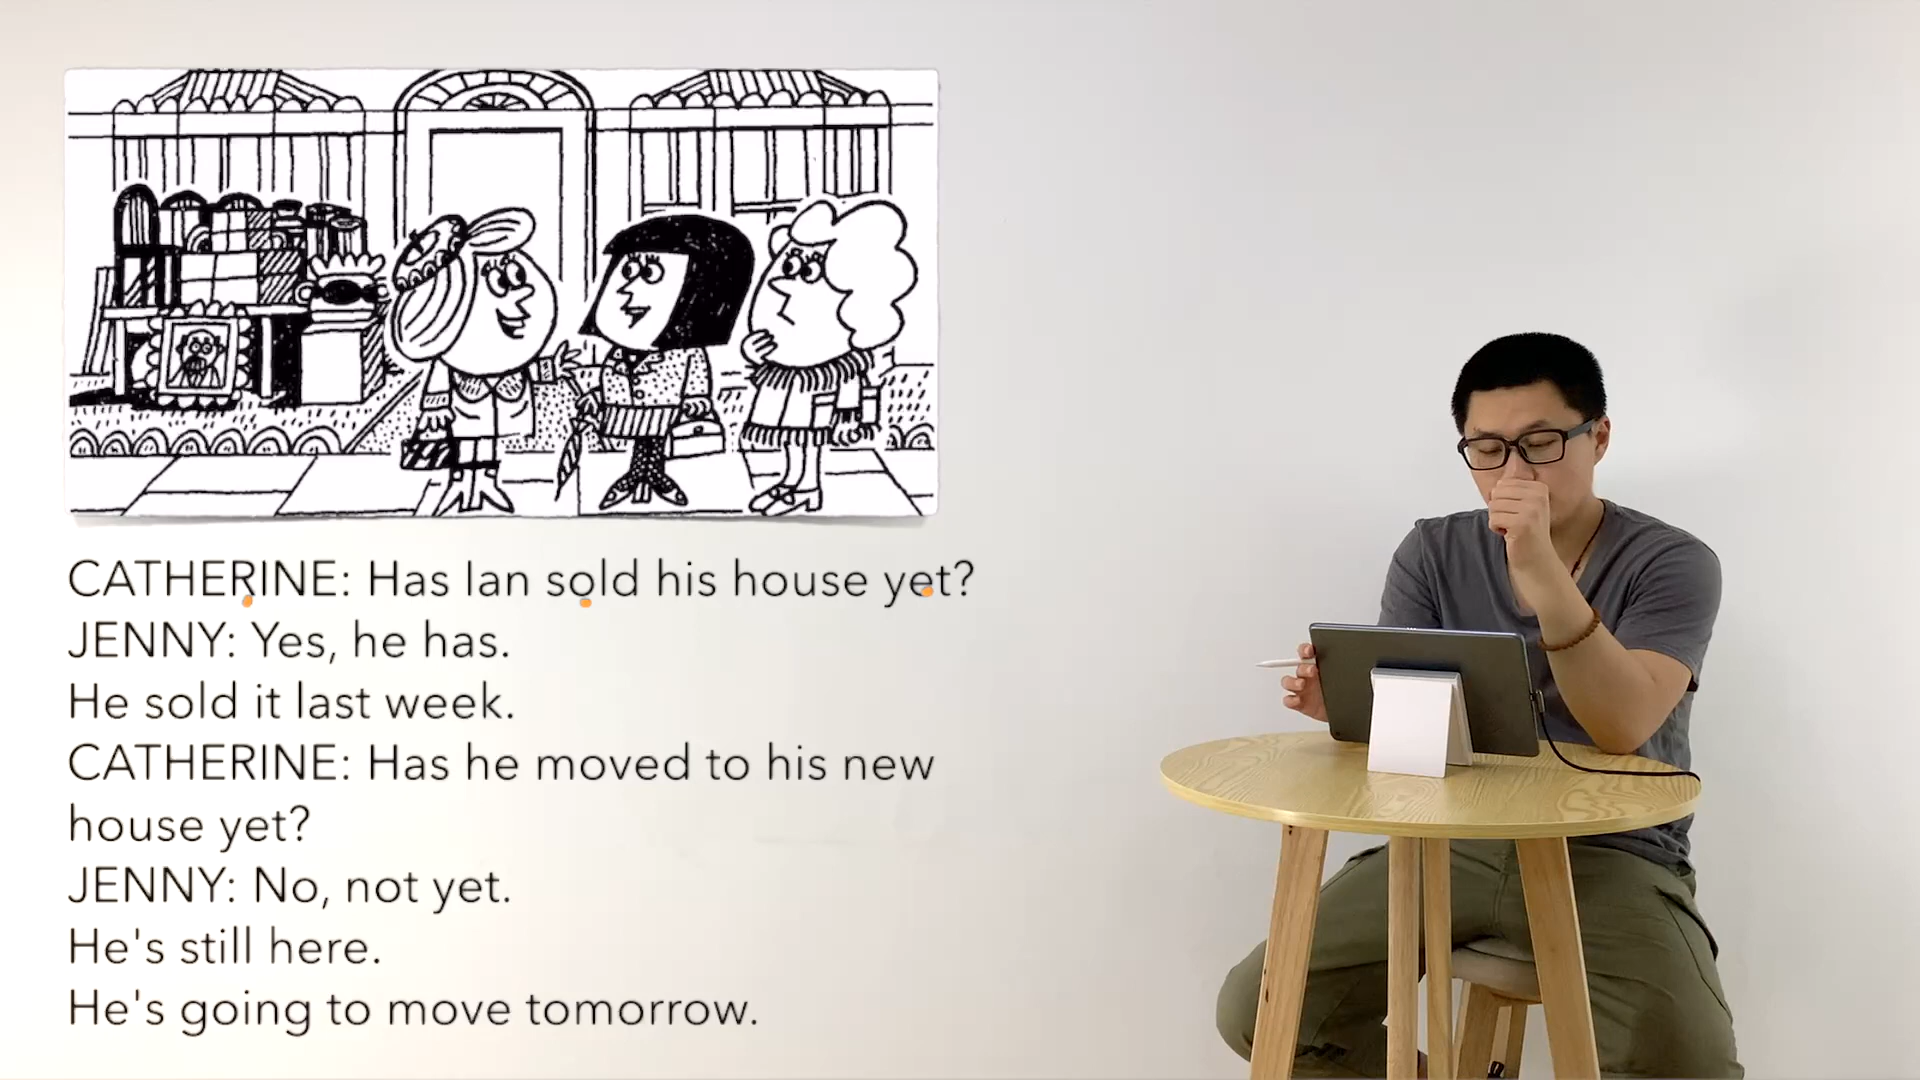 CATHERINE: Has Ian sold his house yet?
JENNY: Yes, he has.
He sold it last week.
CATHERINE: Has he moved to his new
house yet?
JENNY: No, not yet.
He's still here.
He's going to move tomorrow.